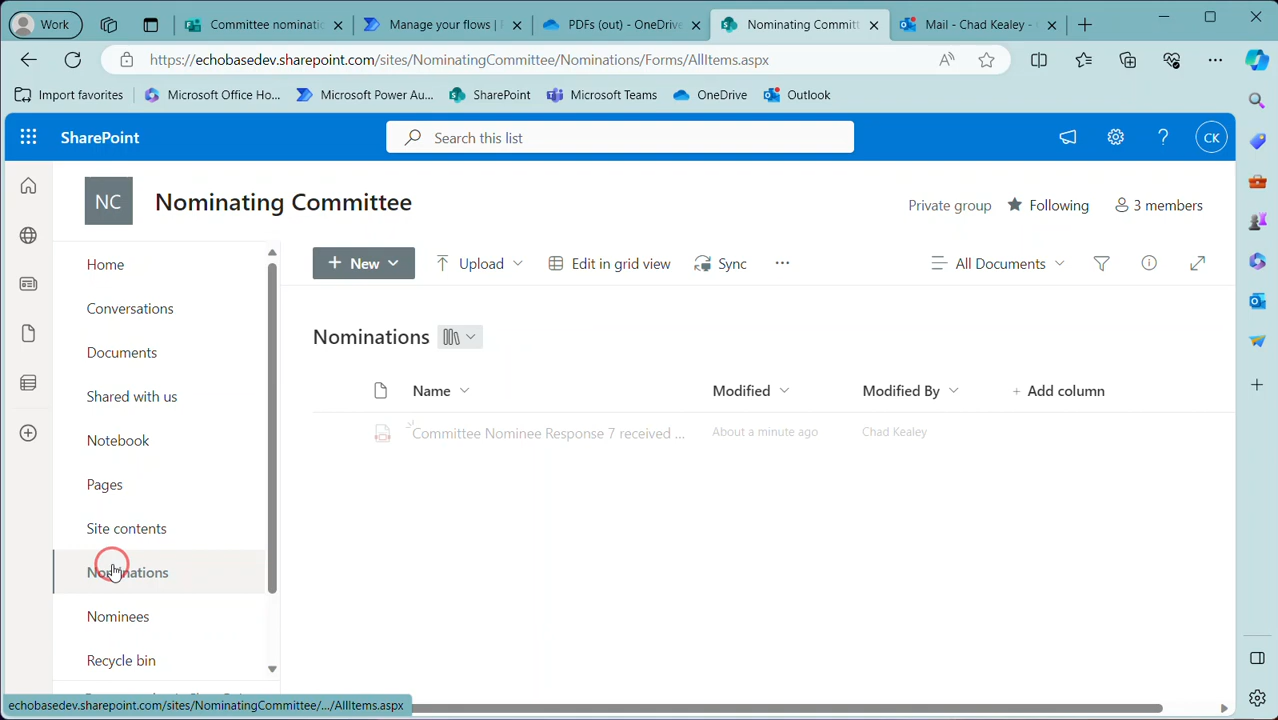 Work
Committee nominatio
Manage your flows |
PDFs (out) - OneDrive
Nominating Committ
Mail - Chad Kealey -
https://echobasedev.sharepoint.com/sites/NominatingCommittee/Nominations/Forms/AllItems.aspx
Import favorites
Microsoft Office Ho...
Microsoft Power Au...
SharePoint
Microsoft Teams
OneDrive
Outlook
SharePoint
Search this list
CK
NC
Nominating Committee
Private group
Following
3 members
Home
Conversations
Documents
Shared with us
Notebook
Pages
Site contents
Nominations
Nominees
Recycle bin
New
Upload
Edit in grid view
Sync
All Documents
Nominations
Name
Modified
Modified By
Add column
Committee Nominee Response 7 received ...
About a minute ago
Chad Kealey
echobasedev.sharepoint.com/sites/NominatingCommittee/.../AllItems.aspx